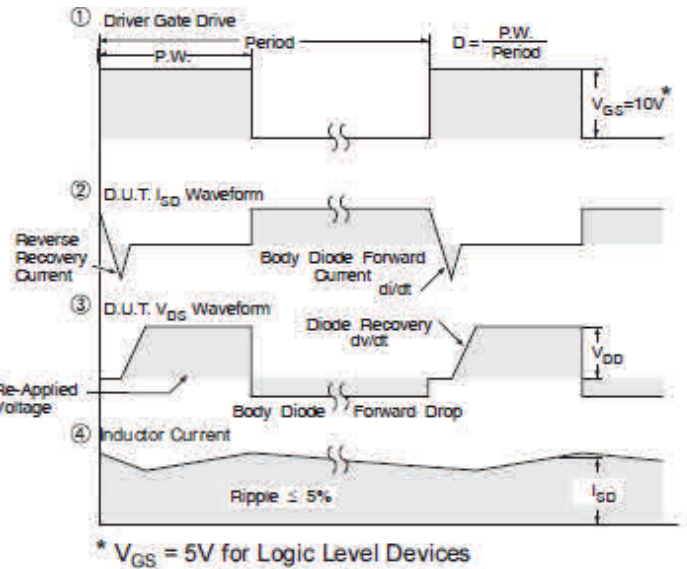 ① Driver Gate Drive
Period
P.W.
D = P.W.
Period
VGS=10V*
② D.U.T. ISD Waveform
Reverse
Recovery
Current
Body Diode Forward
Current
di/dt
③ D.U.T. VDS Waveform
Diode Recovery
dv/dt
VDD
Re-Applied
Voltage
Body Diode Forward Drop
④ Inductor Current
Ripple ≤ 5%
ISD
* VGS = 5V for Logic Level Devices